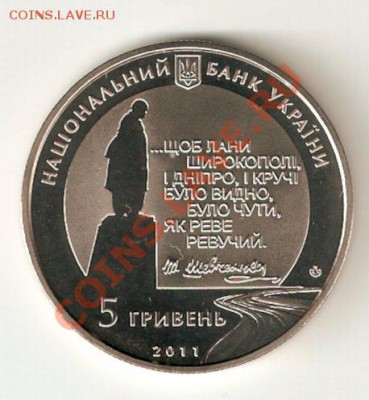 COINS.LAVE.RU
НАЦІОНАЛЬНИЙ БАНК УКРАЇНИ
...ЩОБ ЛАНИ
ШИРОКОПОЛІ,
І ДНІПРО, І КРУЧІ
БУЛО ВИДНО,
БУЛО ЧУТИ,
ЯК РЕВЕ
РЕВУЧИЙ.
Т Шевченко
5 ГРИВЕНЬ
2011
COINS.LAVE.RU